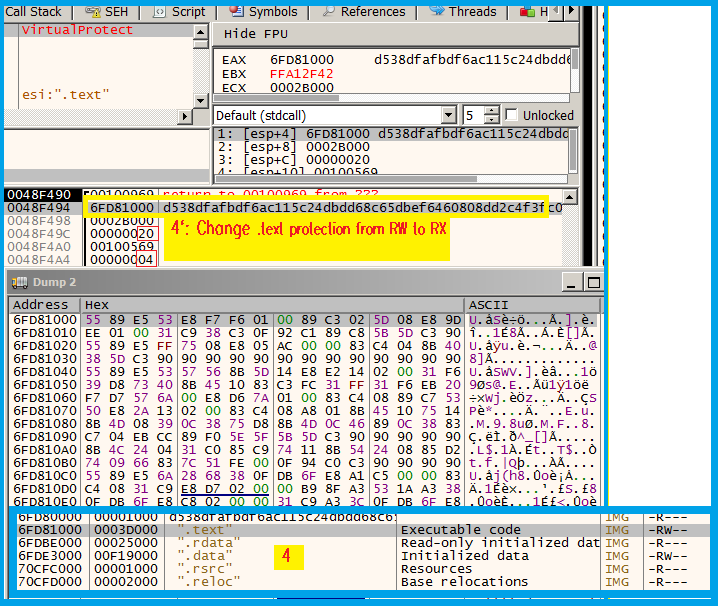 Call Stack SEH Script Symbols References Threads H
VirtualProtect
esi:".text"
Hide FPU
EAX 6FD81000 d538dfafbdf6ac115c24dbdd6
EBX FFA12F42
ECX 0002B000
Default (stdcall) 5 Unlocked
1: [esp+4] 6FD81000 d538dfafbdf6ac115c24dbdd
2: [esp+8] 0002B000
3: [esp+C] 00000020
4: [esp+10] 00100569
0048F490 00100969 return to 00100969 from ???
0048F494 6FD81000 d538dfafbdf6ac115c24dbdd68c65dbef6460808dd2c4f3fc0
0048F498 0002B000
0048F49C 00000020
0048F4A0 00100569
0048F4A4 00000004
4': Change .text protection from RW to RX
Dump 2
Address Hex ASCII
6FD81000 55 89 E5 53 E8 F7 F6 01 00 89 C3 02 5D 08 E8 9D U.åSè÷ö...Ã.].è.
6FD81010 EE 01 00 31 C9 38 C3 0F 92 C1 89 C8 5B 5D C3 90 î..1É8Ã..Á.È[]Ã.
6FD81020 55 89 E5 FF 75 08 E8 05 AC 00 00 83 C4 04 8B 40 U.åÿu.è.¬...Ä..@
6FD81030 38 5D C3 90 90 90 90 90 90 90 90 90 90 90 90 90 8]Ã.............
6FD81040 55 89 E5 53 57 56 8B 5D 14 E8 E2 14 02 00 31 F6 U.åSWV.].èâ...1ö
6FD81050 39 D8 73 40 8B 45 10 83 C3 FC 31 FF 31 F6 EB 20 9Øs@.E..Ãü1ÿ1öë
6FD81060 F7 D7 57 6A 00 E8 D6 7A 01 00 83 C4 08 89 C7 53 ÷×Wj.èÖz...Ä..ÇS
6FD81070 50 E8 2A 13 02 00 83 C4 08 A8 01 8B 45 10 75 14 Pè*....Ä.¨..E.u.
6FD81080 8B 4D 08 39 0C 38 75 D8 8B 4D 0C 46 89 0C 38 83 .M.9.8uØ.M.F..8.
6FD81090 C7 04 EB CC 89 F0 5E 5F 5B 5D C3 90 90 90 90 90 Ç.ëÌ.ð^_[]Ã.....
6FD810A0 8B 4C 24 04 31 C0 85 C9 74 11 8B 54 24 08 85 D2 .L$.1À.Ét..T$..Ò
6FD810B0 74 09 66 83 7C 51 FE 00 0F 94 C0 C3 90 90 90 90 t.f.|Qþ...ÀÃ....
6FD810C0 55 89 E5 6A 28 68 38 0F DB 6F E8 A1 C5 00 00 83 U.åj(h8.Ûoè¡Å...
6FD810D0 C4 08 31 C9 E8 D7 02 00 00 B9 8F A3 53 1A A3 38 Ä.1Éè×...¹.£S.£8
6FD810E0 0F DB 6F E8 C8 02 00 00 31 C9 A3 3C 0F DB 6F E8 .ÛoèÈ...1É£<.Ûoè
6FD80000 00001000 d538dfafbdf6ac115c24dbdd68c65 IMG -R---
6FD81000 0003D000 ".text" Executable code IMG -RW--
6FDBE000 00025000 ".rdata" Read-only initialized dat IMG -R---
6FDE3000 00F19000 ".data" Initialized data IMG -RW--
70CFC000 00001000 ".rsrc" Resources IMG -R---
70CFD000 00002000 ".reloc" Base relocations IMG -R---
4